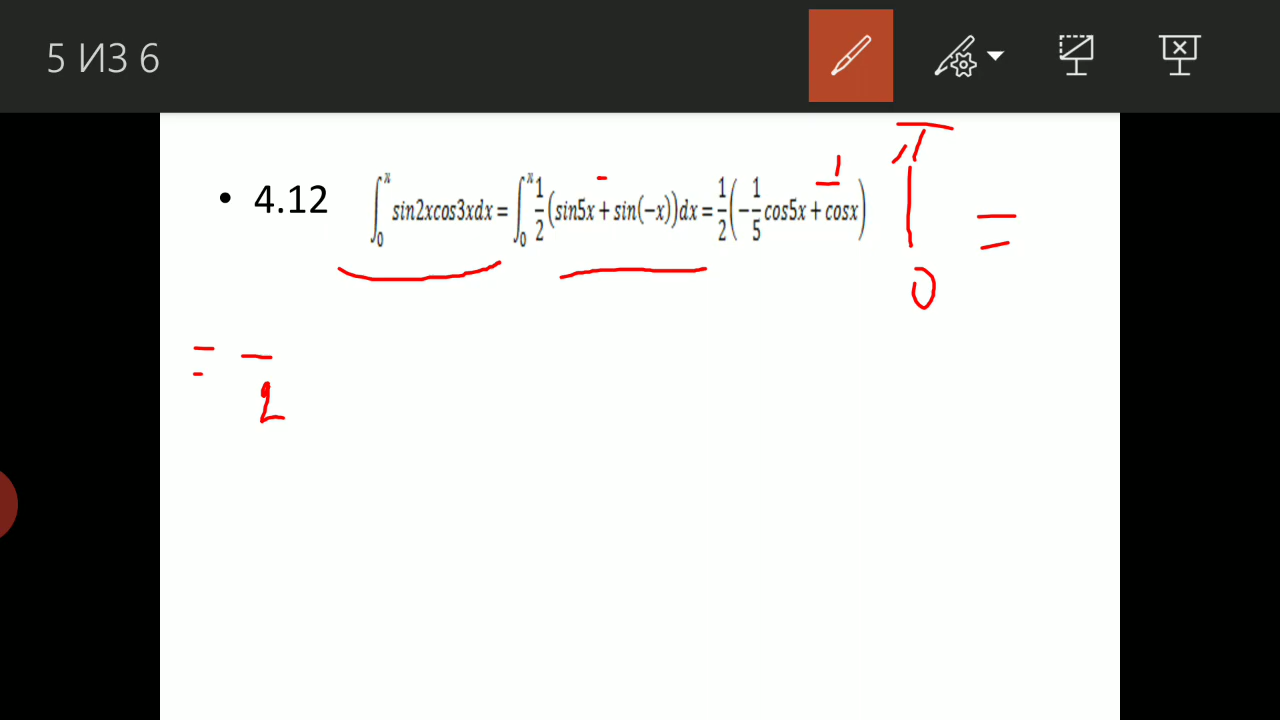 5 ИЗ 6
• 4.12 ∫₀^π sin2xcos3xdx = ∫₀^π 1/2 (sin5x + sin(−x))dx = 1/2 (−1/5 cos5x + cosx) |₀^π =
= — 2